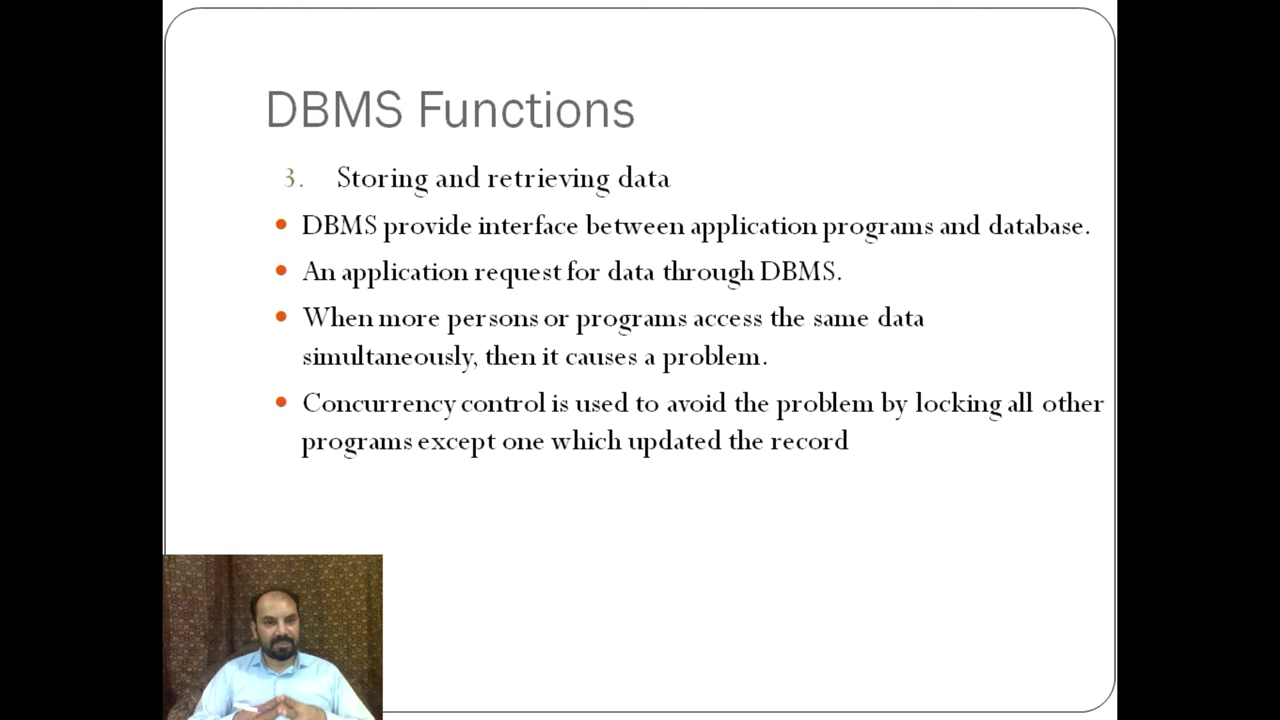 DBMS Functions
3. Storing and retrieving data
• DBMS provide interface between application programs and database.
• An application request for data through DBMS.
• When more persons or programs access the same data
simultaneously, then it causes a problem.
• Concurrency control is used to avoid the problem by locking all other
programs except one which updated the record